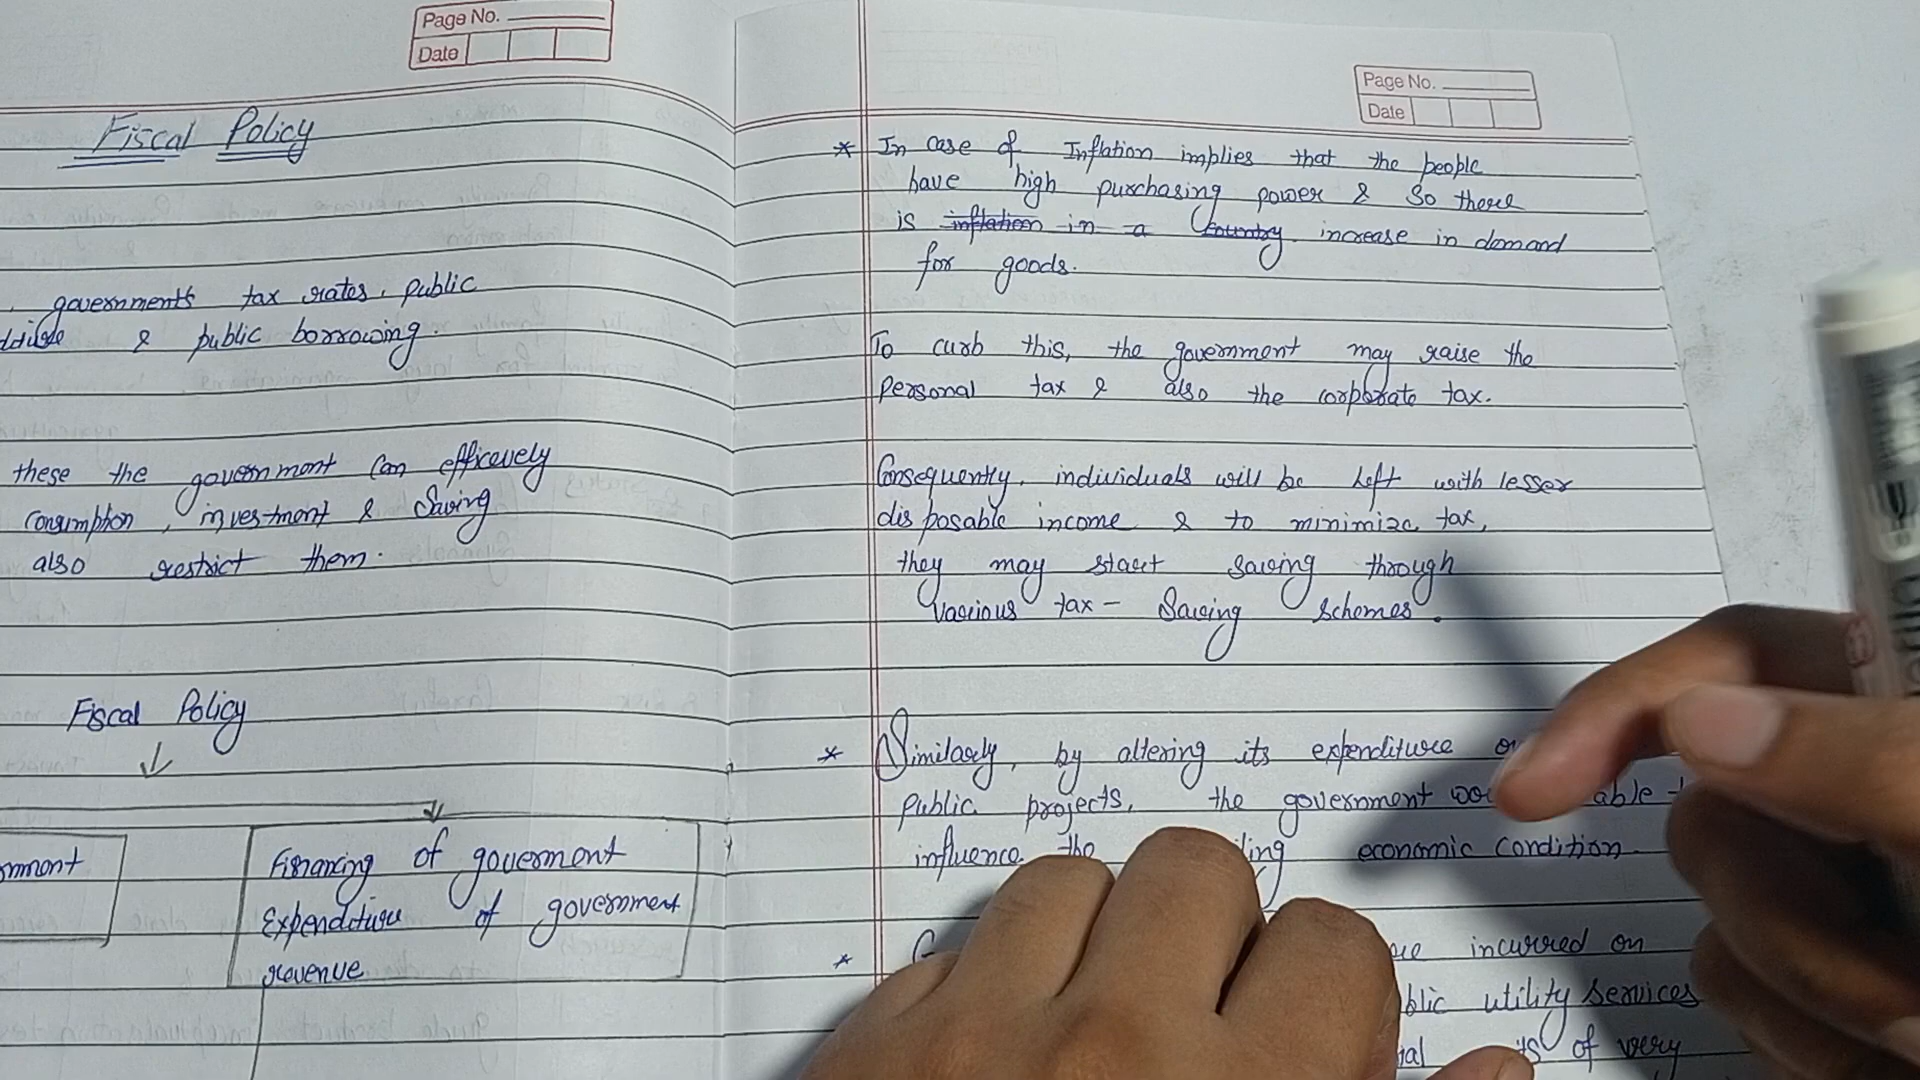 Page No.
Date
Fiscal Policy
governments tax rates, public
& public borrowing.
these the government can
consumption, investment & Saving
also restrict them.
Fiscal Policy
Financing of government
Expenditure of government
revenue
Page No.
Date
* In case of Inflation implies that the people
have high purchasing power & so there
is inflation in a Country increase in demand
for goods.
To curb this, the government may raise the
Personal tax & also the corporate tax.
Consequently, individuals will be left with lesser
disposable income & to minimize tax,
they may start saving through
various tax-Saving schemes.
* Similarly, by altering its expenditure
public projects, the government able
influence the economic condition.
* incurred on
utility services
of very